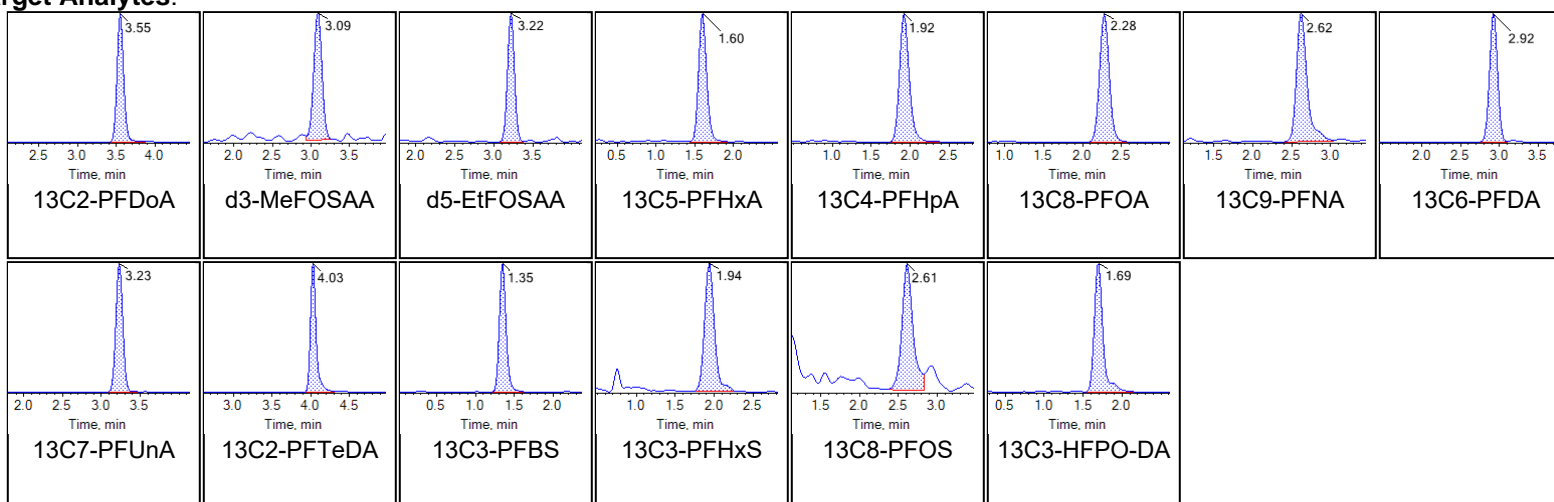 rget Analytes:
3.55
3.09
3.22
1.60
1.92
2.28
2.62
2.92
2.5 3.0 3.5 4.0
2.0 2.5 3.0 3.5
2.0 2.5 3.0 3.5
0.5 1.0 1.5 2.0
1.0 1.5 2.0 2.5
1.0 1.5 2.0 2.5
1.5 2.0 2.5 3.0
2.0 2.5 3.0 3.5
Time, min Time, min Time, min Time, min Time, min Time, min Time, min Time, min
13C2-PFDoA d3-MeFOSAA d5-EtFOSAA 13C5-PFHxA 13C4-PFHpA 13C8-PFOA 13C9-PFNA 13C6-PFDA
3.23
4.03
1.35
1.94
2.61
1.69
2.0 2.5 3.0 3.5
3.0 3.5 4.0 4.5
0.5 1.0 1.5 2.0
1.0 1.5 2.0 2.5
1.5 2.0 2.5 3.0
0.5 1.0 1.5 2.0
Time, min Time, min Time, min Time, min Time, min Time, min
13C7-PFUnA 13C2-PFTeDA 13C3-PFBS 13C3-PFHxS 13C8-PFOS 13C3-HFPO-DA